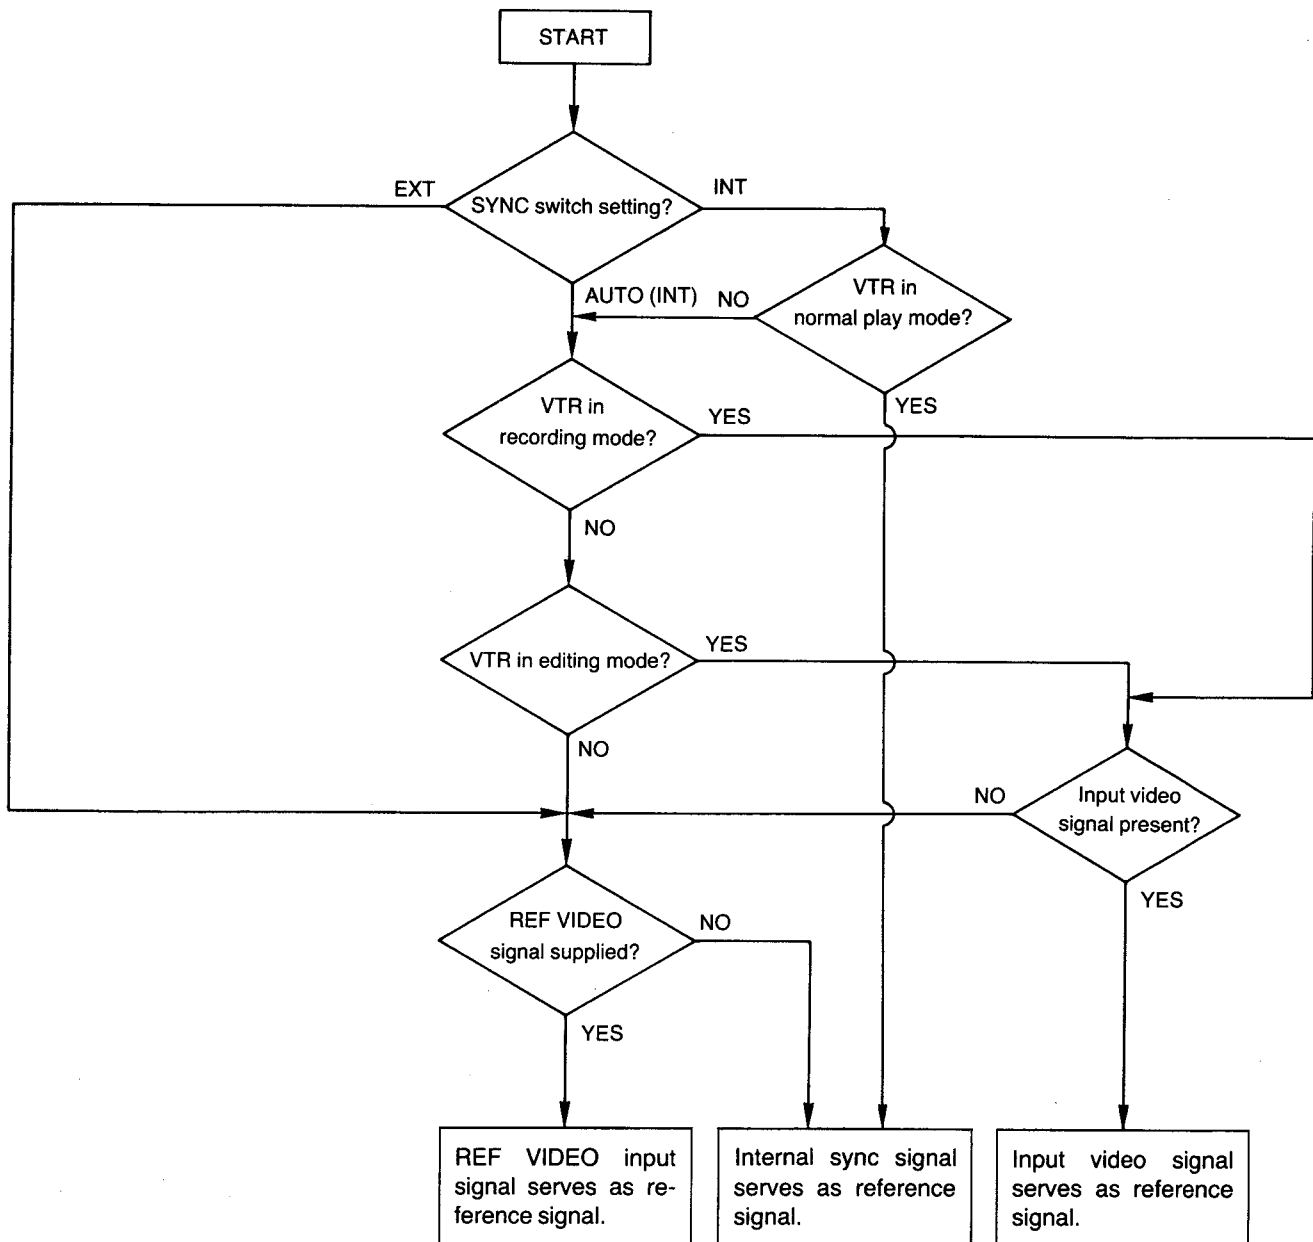 START
EXT
INT
SYNC switch setting?
AUTO (INT)
NO
VTR in
normal play mode?
YES
VTR in
recording mode?
YES
NO
VTR in editing mode?
YES
NO
NO
Input video
signal present?
YES
REF VIDEO
signal supplied?
NO
YES
REF VIDEO input
signal serves as re-
ference signal.
Internal sync signal
serves as reference
signal.
Input video signal
serves as reference
signal.